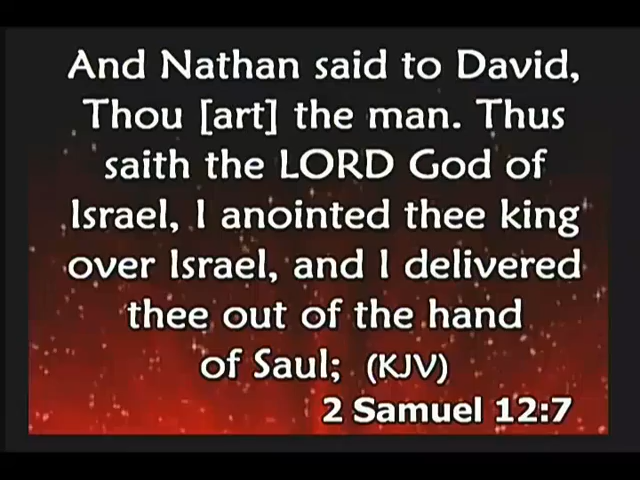 And Nathan said to David,
Thou [art] the man. Thus
saith the LORD God of
Israel, I anointed thee king
over Israel, and I delivered
thee out of the hand
of Saul; (KJV)
2 Samuel 12:7